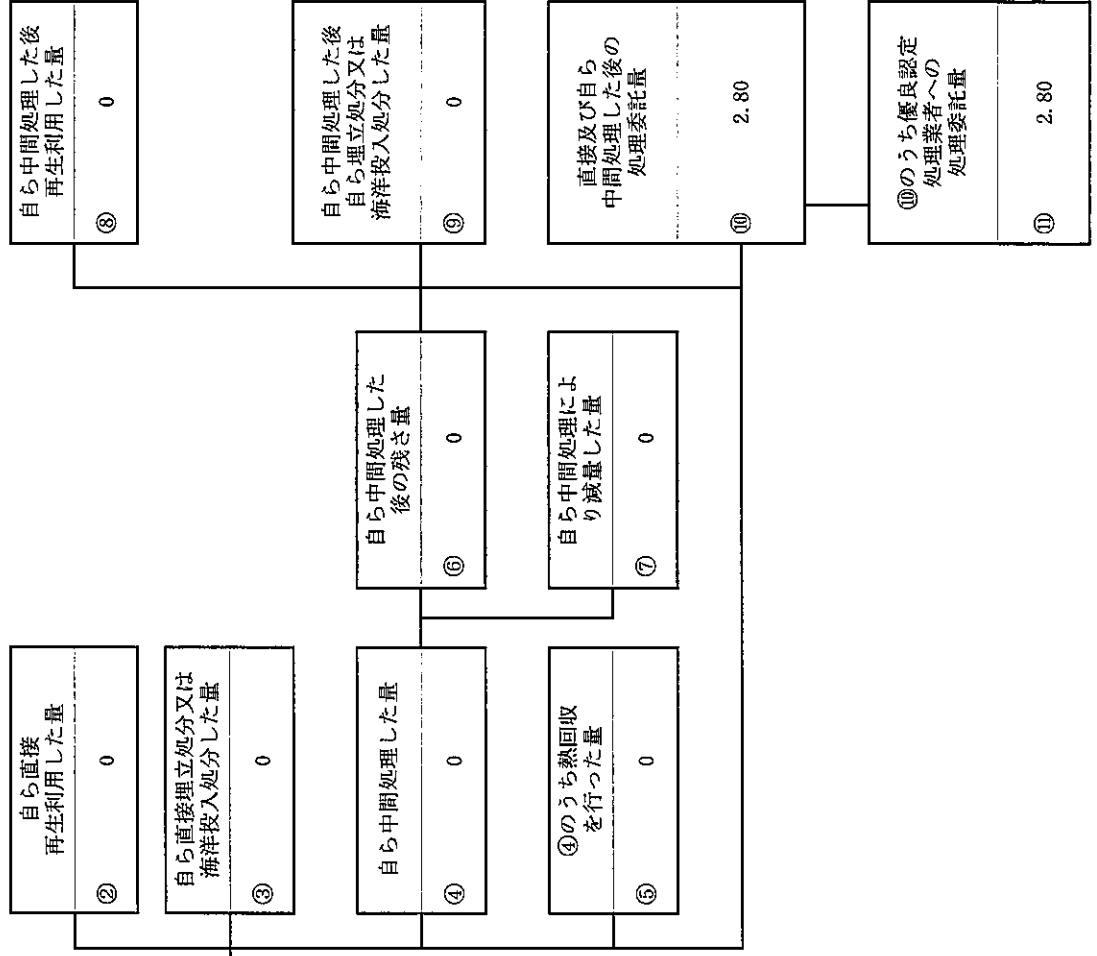 自ら直接
再生利用した量
②
0
自ら直接埋立処分又は
海洋投入処分した量
③
0
自ら中間処理した量
④
0
④のうち熱回収
を行った量
⑤
0
自ら中間処理した
後の残さ量
⑥
0
自ら中間処理によ
り減量した量
⑦
0
自ら中間処理した後
再生利用した量
⑧
0
自ら中間処理した後
自ら埋立処分又は
海洋投入処分した量
⑨
0
直接及び自ら
中間処理した後の
処理委託量
⑩
2.80
⑩のうち優良認定
処理業者への
処理委託量
⑪
2.80